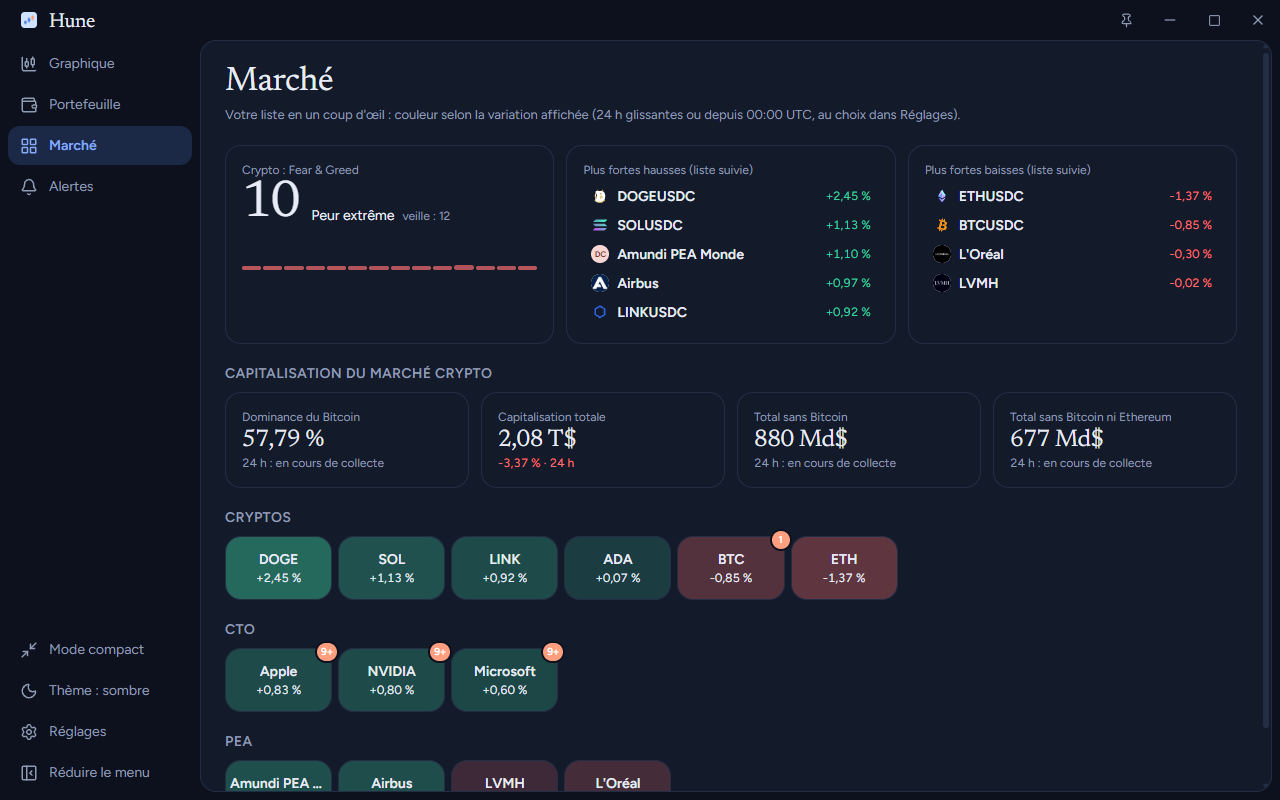 Hune
Graphique
Portefeuille
Marché
Alertes
Mode compact
Thème : sombre
Réglages
Réduire le menu
Marché
Votre liste en un coup d'œil : couleur selon la variation affichée (24 h glissantes ou depuis 00:00 UTC, au choix dans Réglages).
Crypto : Fear & Greed
10 Peur extrême veille : 12
Plus fortes hausses (liste suivie)
DOGEUSDC +2,45 %
SOLUSDC +1,13 %
DC Amundi PEA Monde +1,10 %
Airbus +0,97 %
LINKUSDC +0,92 %
Plus fortes baisses (liste suivie)
ETHUSDC -1,37 %
BTCUSDC -0,85 %
L'Oréal -0,30 %
LVMH LVMH -0,02 %
CAPITALISATION DU MARCHÉ CRYPTO
Dominance du Bitcoin
57,79 %
24 h : en cours de collecte
Capitalisation totale
2,08 T$
-3,37 % · 24 h
Total sans Bitcoin
880 Md$
24 h : en cours de collecte
Total sans Bitcoin ni Ethereum
677 Md$
24 h : en cours de collecte
CRYPTOS
DOGE
+2,45 %
SOL
+1,13 %
LINK
+0,92 %
ADA
+0,07 %
1
BTC
-0,85 %
ETH
-1,37 %
CTO
9+
Apple
+0,83 %
9+
NVIDIA
+0,80 %
9+
Microsoft
+0,60 %
PEA
Amundi PEA ...
Airbus
LVMH
L'Oréal